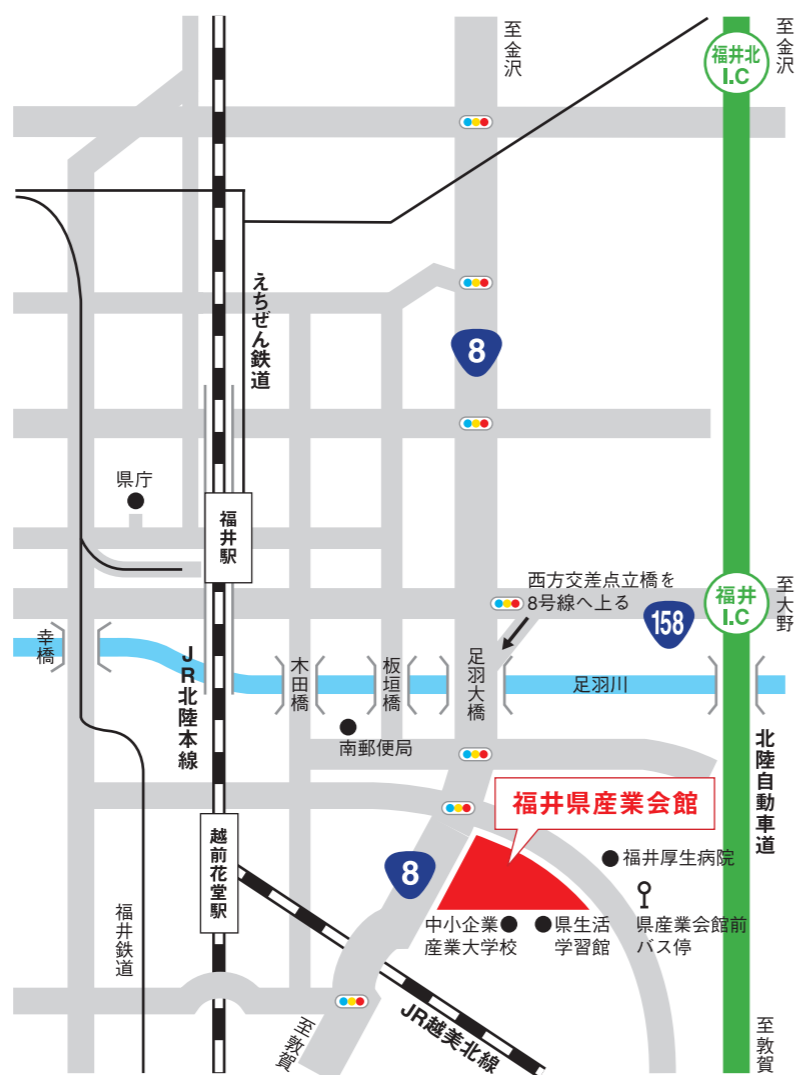 至金沢
福井北
I.C
至金沢
えちぜん鉄道
8
県庁
福井駅
西方交差点立橋を
8号線へ上る
158
福井
I.C
至大野
幸橋
JR北陸本線
木田橋
板垣橋
足羽大橋
足羽川
南郵便局
北陸自動車道
福井県産業会館
越前花堂駅
8
福井厚生病院
福井鉄道
中小企業
産業大学校
県生活
学習館
県産業会館前
バス停
JR越美北線
至敦賀
至敦賀